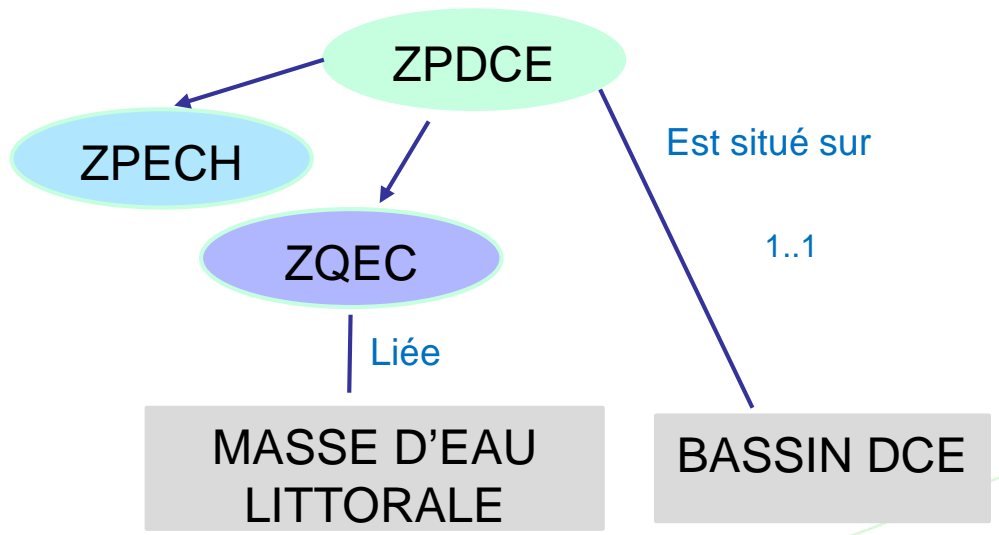 ZPDCE
Est situé sur
ZPECH
1..1
ZQEC
Liée
MASSE D'EAU
LITTORALE
BASSIN DCE